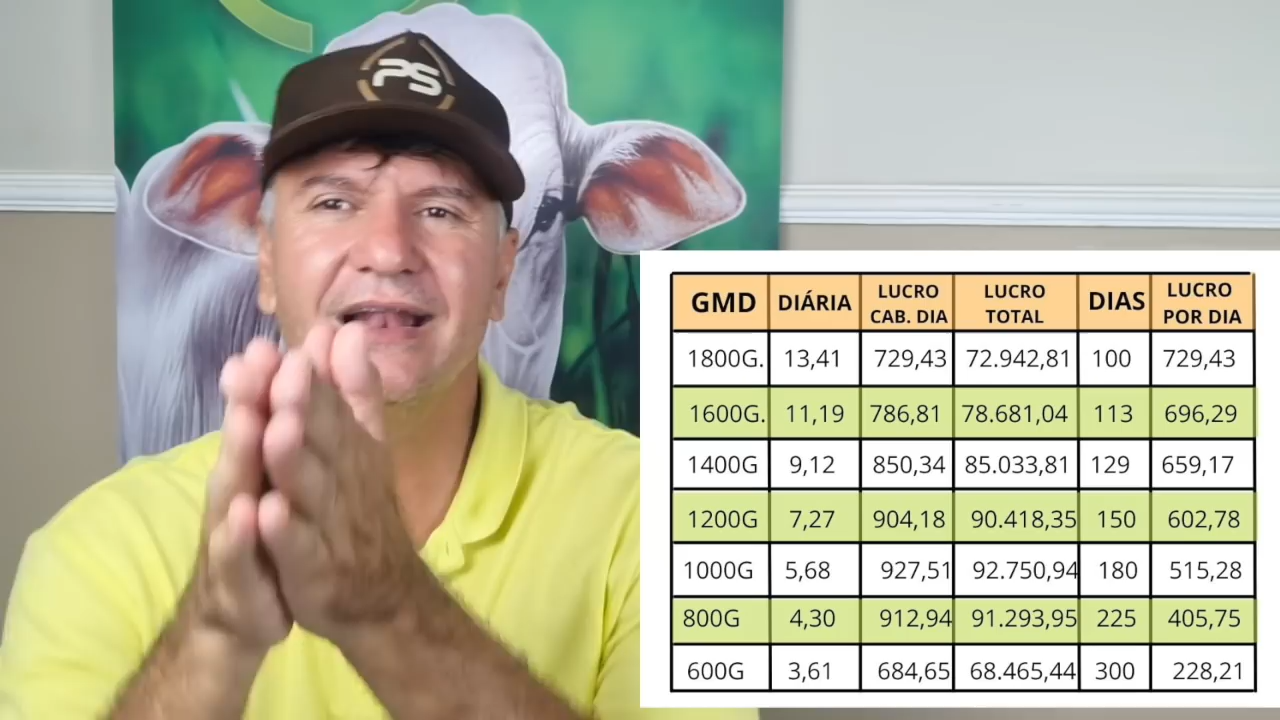 PS
GMD DIÁRIA LUCRO CAB. DIA LUCRO TOTAL DIAS LUCRO POR DIA
1800G. 13,41 729,43 72.942,81 100 729,43
1600G. 11,19 786,81 78.681,04 113 696,29
1400G 9,12 850,34 85.033,81 129 659,17
1200G 7,27 904,18 90.418,35 150 602,78
1000G 5,68 927,51 92.750,94 180 515,28
800G 4,30 912,94 91.293,95 225 405,75
600G 3,61 684,65 68.465,44 300 228,21